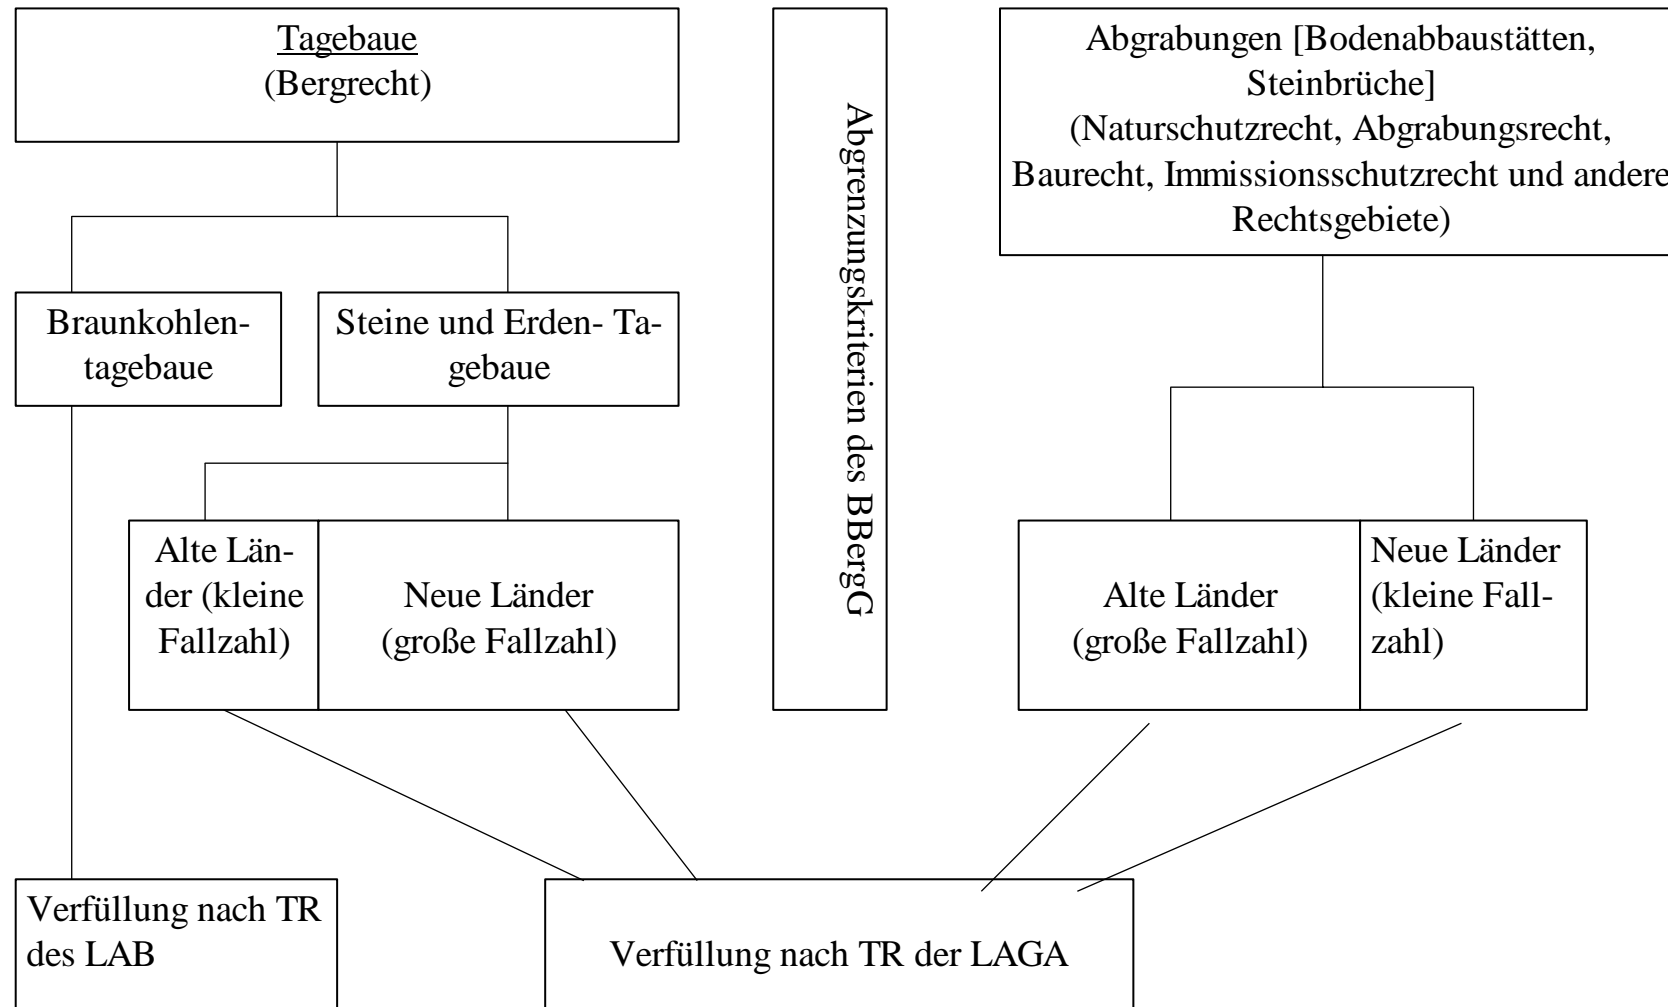 Tagebaue
(Bergrecht)
Abgrenzungskriterien des BBergG
Abgrabungen [Bodenabbaustätten,
Steinbrüche]
(Naturschutzrecht, Abgrabungsrecht,
Baurecht, Immissionsschutzrecht und andere
Rechtsgebiete)
Braunkohlen-
tagebaue
Steine und Erden- Ta-
gebaue
Alte Län-
der (kleine
Fallzahl)
Neue Länder
(große Fallzahl)
Alte Länder
(große Fallzahl)
Neue Länder
(kleine Fall-
zahl)
Verfüllung nach TR
des LAB
Verfüllung nach TR der LAGA